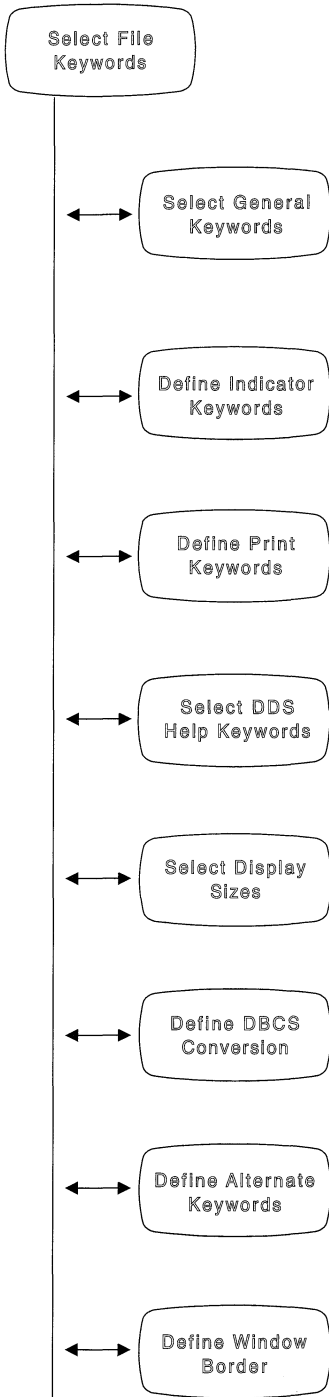 Select File
Keywords
Select General
Keywords
Define Indicator
Keywords
Define Print
Keywords
Select DDS
Help Keywords
Select Display
Sizes
Define DBCS
Conversion
Define Alternate
Keywords
Define Window
Border